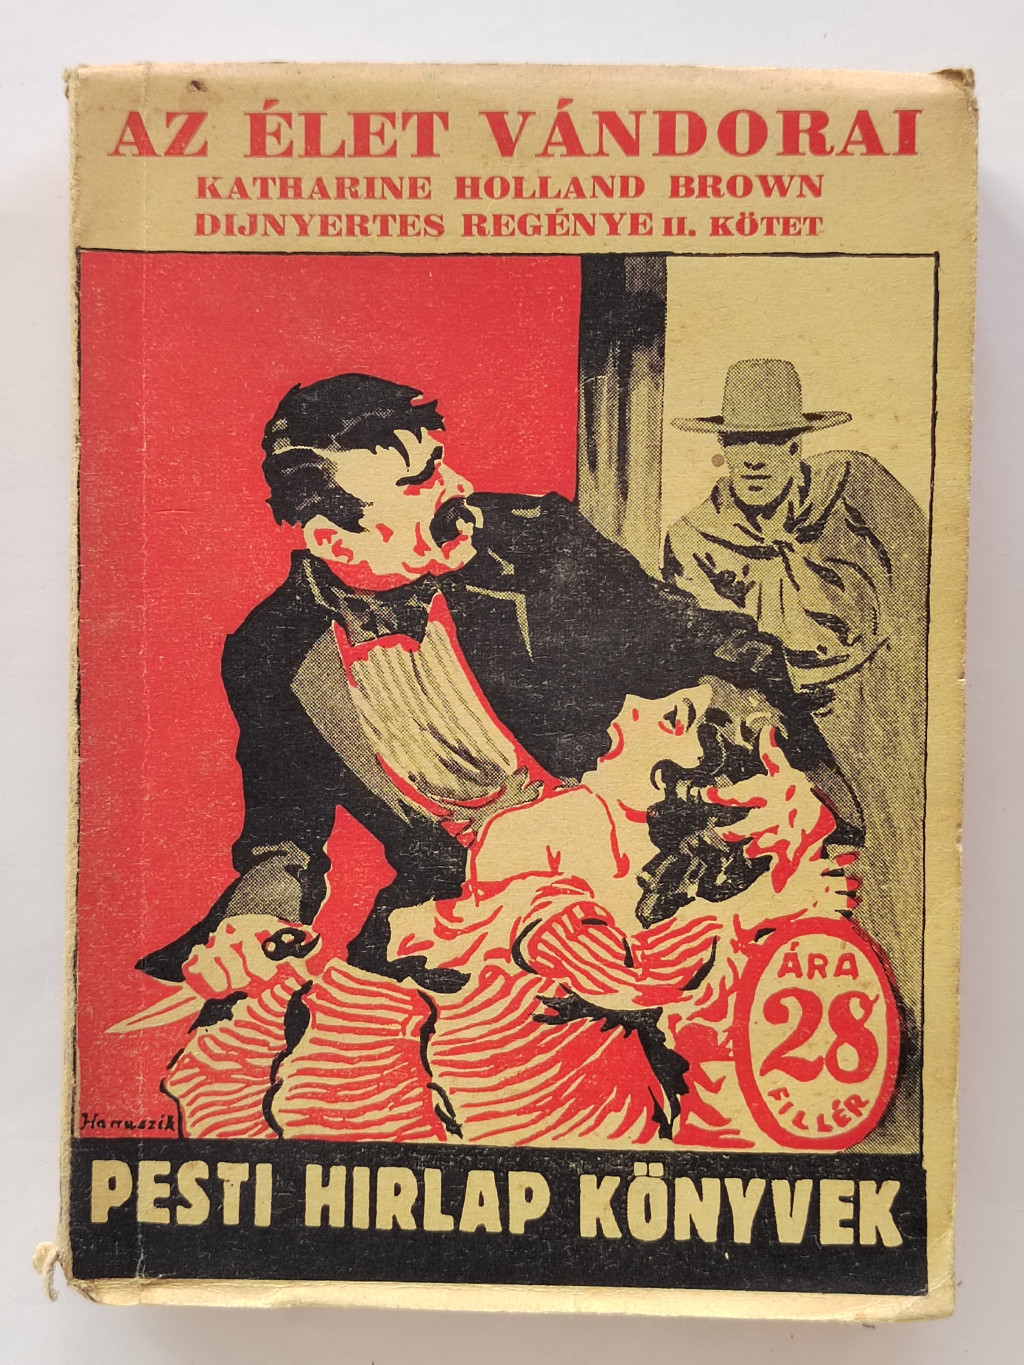 AZ ÉLET VÁNDORAI
KATHARINE HOLLAND BROWN
DIJNYERTES REGÉNYE II. KÖTET
ÁRA
28
FILLÉR
Hanuszik
PESTI HIRLAP KÖNYVEK